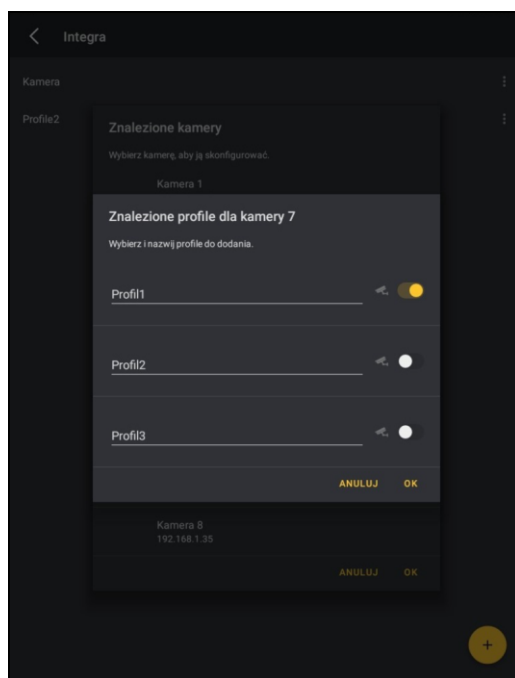 Integra
Kamera
Profile2
Znalezione kamery
Wybierz kamerę, aby ją skonfigurować.
Kamera 1
Znalezione profile dla kamery 7
Wybierz i nazwij profile do dodania.
Profil1
Profil2
Profil3
ANULUJ OK
Kamera 8
192.168.1.35
ANULUJ OK